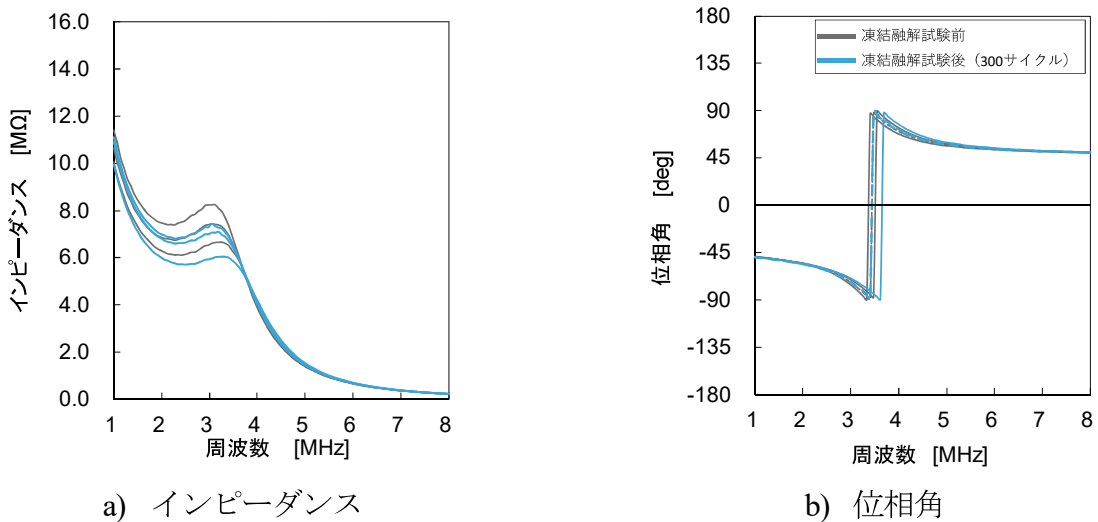 16.0
14.0
12.0
10.0
8.0
6.0
4.0
2.0
0.0
インピーダンス [MΩ]
1 2 3 4 5 6 7 8
周波数 [MHz]
a) インピーダンス
180
135
90
45
0
-45
-90
-135
-180
位相角 [deg]
凍結融解試験前
凍結融解試験後（300サイクル）
1 2 3 4 5 6 7 8
周波数 [MHz]
b) 位相角